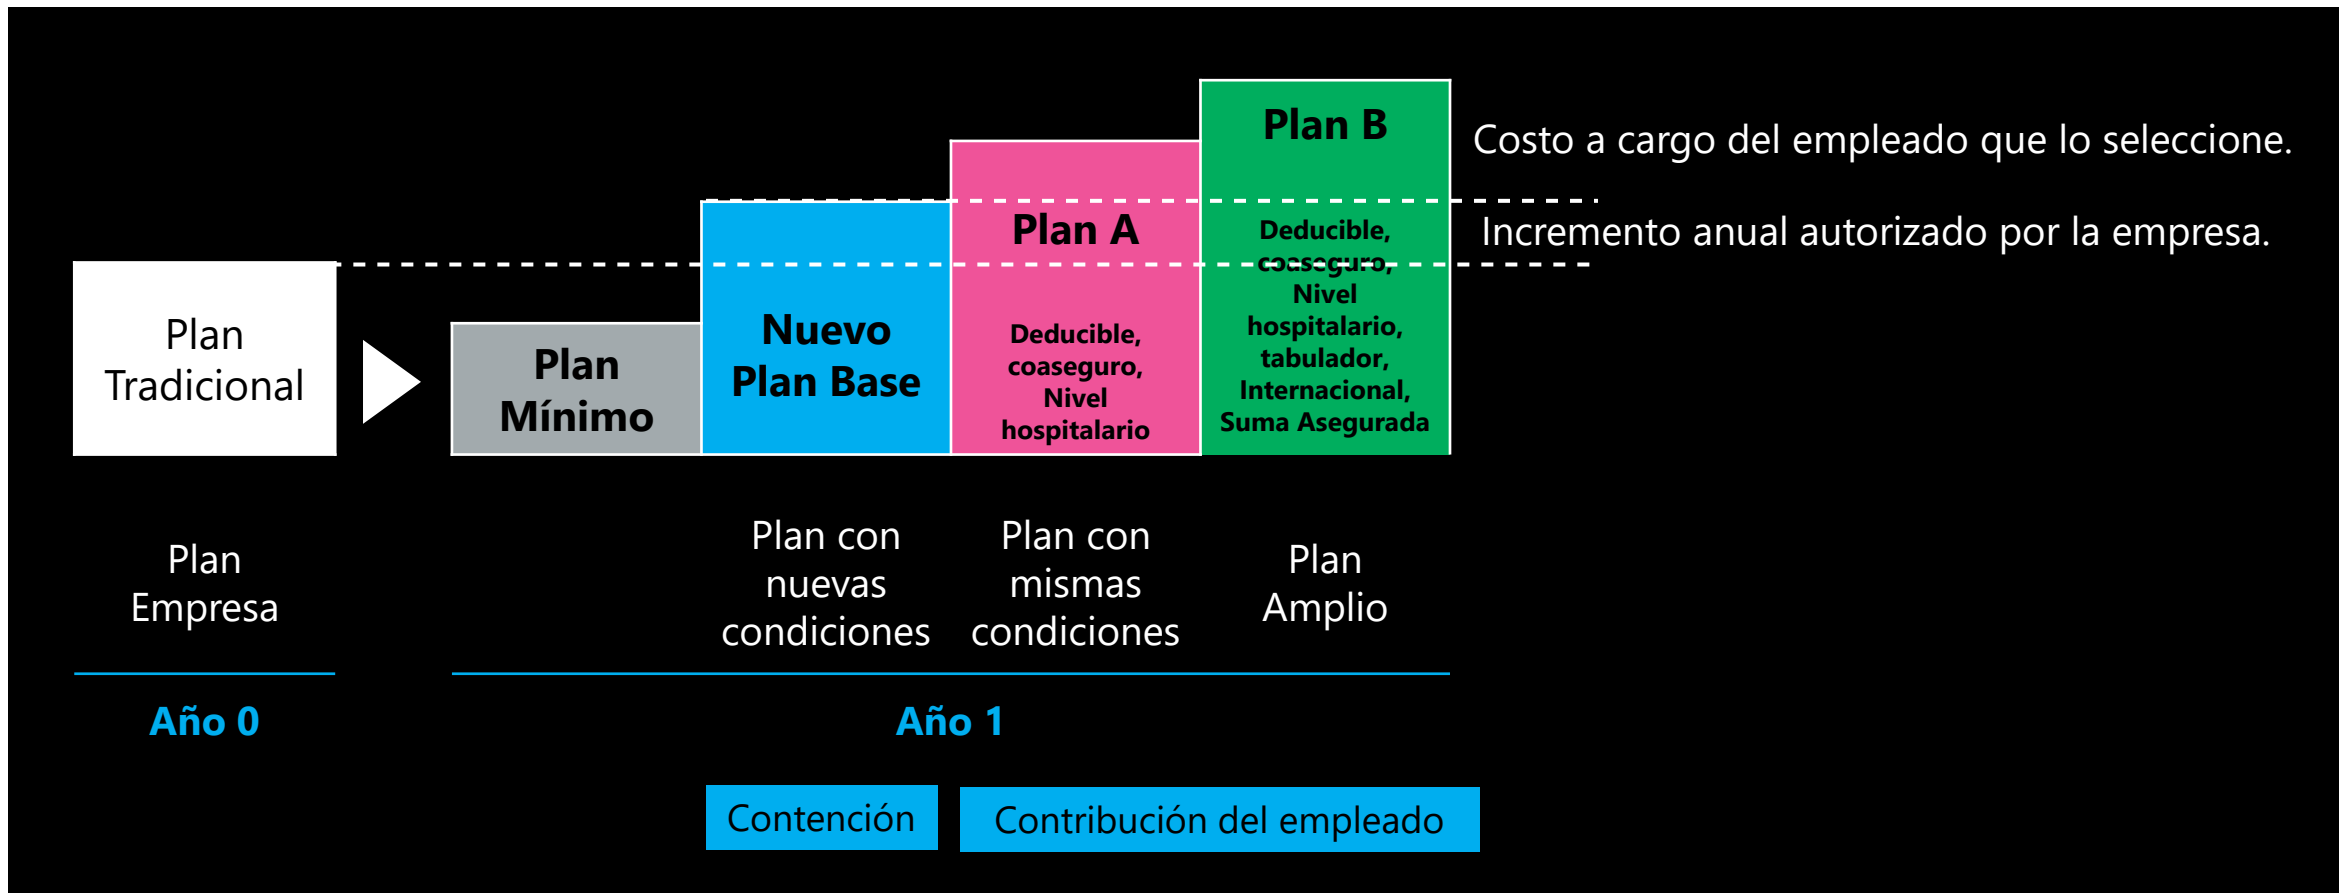 Plan
Tradicional
Plan
Mínimo
Nuevo
Plan Base
Plan A
Deducible,
coaseguro,
Nivel
hospitalario
Plan B
Deducible,
coaseguro,
Nivel
hospitalario,
tabulador,
Internacional,
Suma Asegurada
Costo a cargo del empleado que lo seleccione.
Incremento anual autorizado por la empresa.
Plan
Empresa
Plan con
nuevas
condiciones
Plan con
mismas
condiciones
Plan
Amplio
Año 0
Año 1
Contención
Contribución del empleado